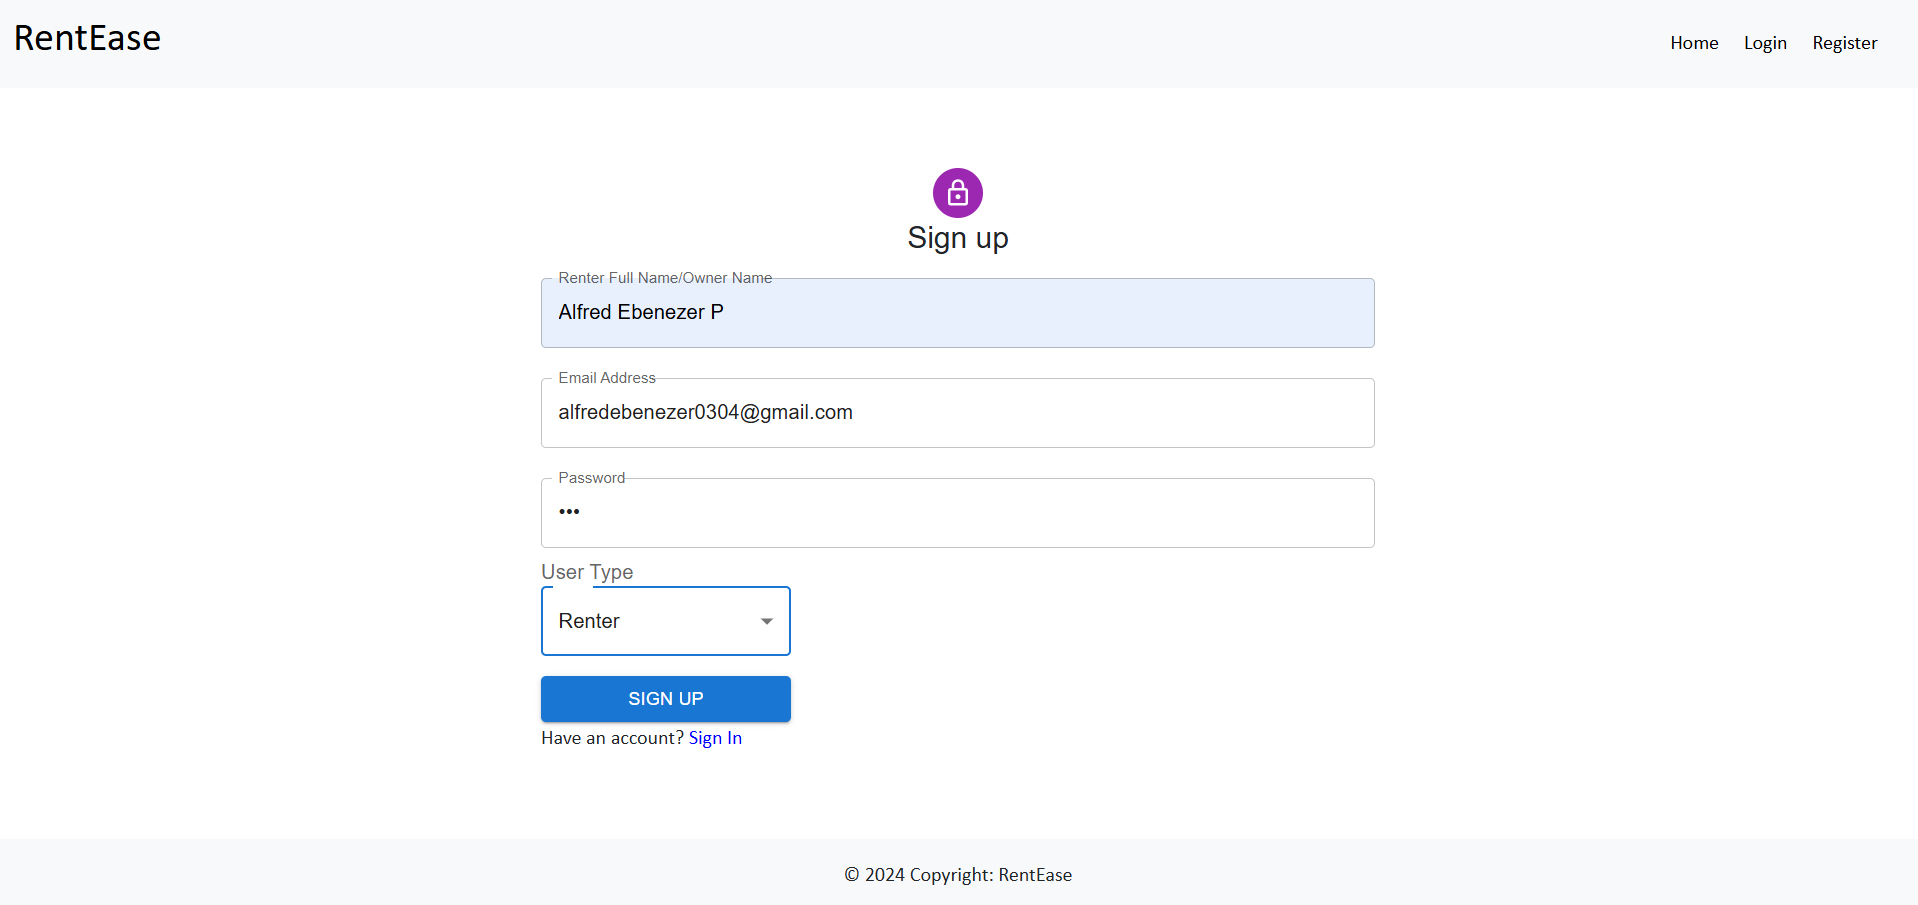 RentEase
Home Login Register
Sign up
Renter Full Name/Owner Name
Alfred Ebenezer P
Email Address
alfredebenezer0304@gmail.com
Password
•••
User Type
Renter
SIGN UP
Have an account? Sign In
© 2024 Copyright: RentEase